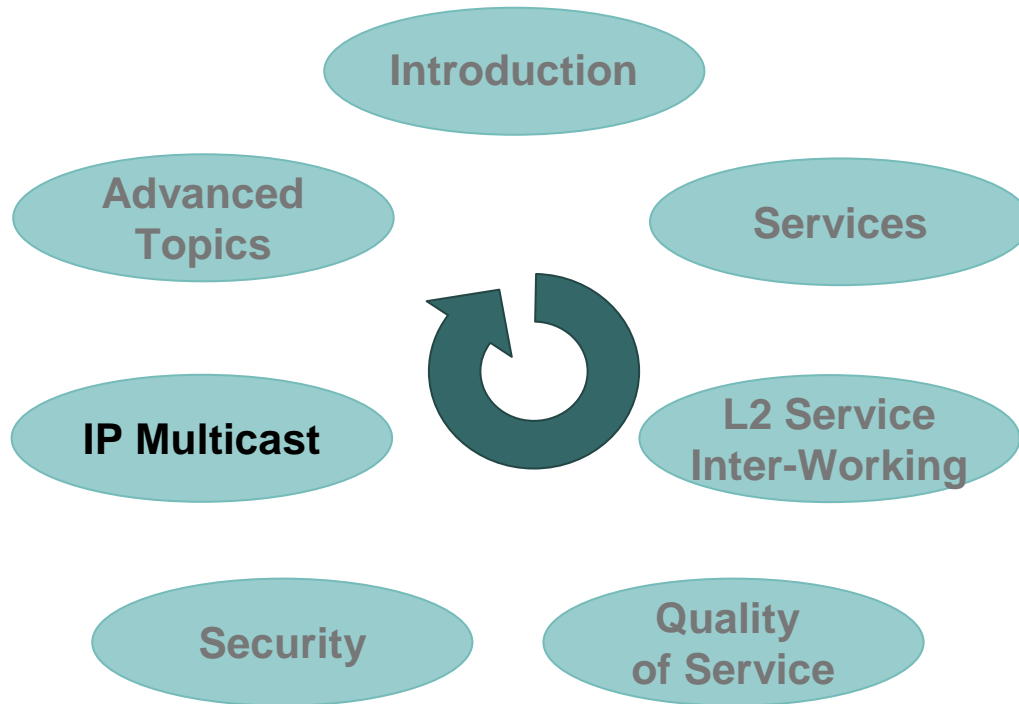 Introduction
Advanced
Topics
Services
IP Multicast
L2 Service
Inter-Working
Security
Quality
of Service